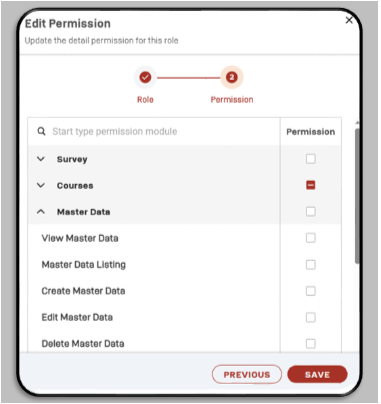 Edit Permission
Update the detail permission for this role
2
Role
Permission
Start type permission module
Permission
Survey
Courses
Master Data
View Master Data
Master Data Listing
Create Master Data
Edit Master Data
Delete Master Data
PREVIOUS
SAVE